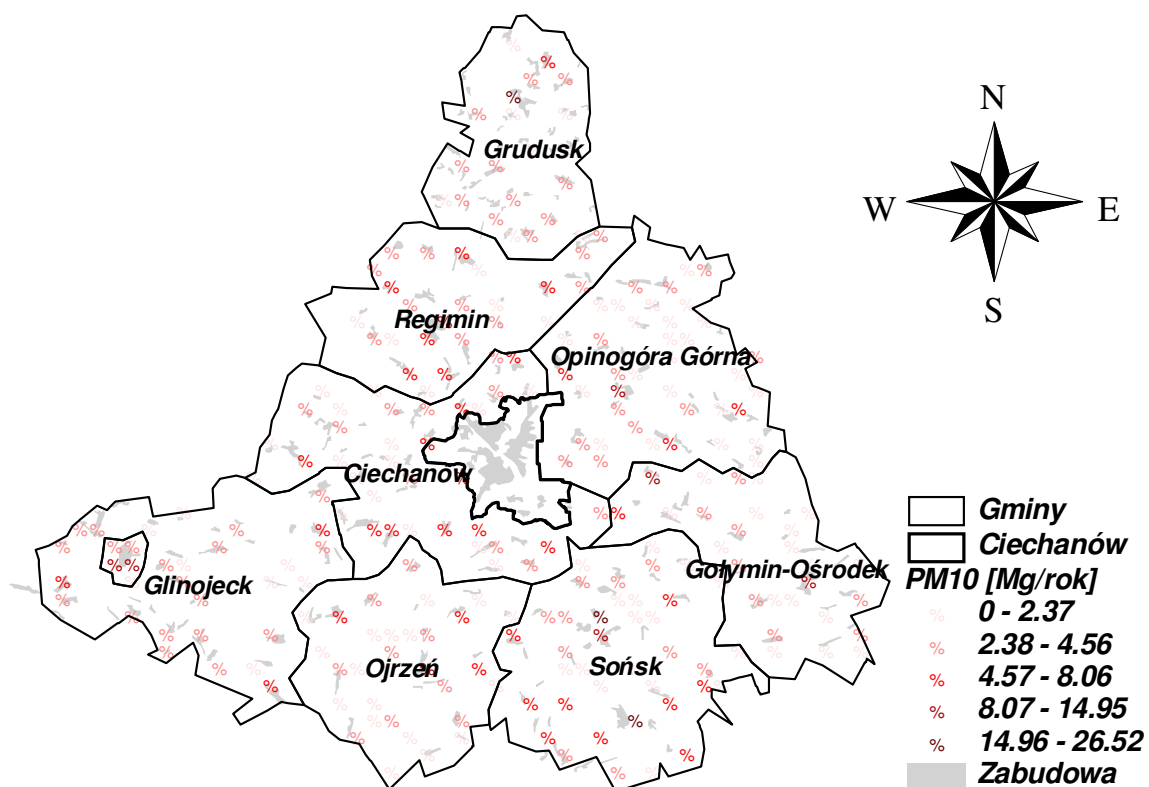 N
Grudusk
W
E
S
Regimin
Opinogóra Górna
Ciechanów
Glinojeck
Gołymin-Ośródek
Ojrzeń
Sońsk
Gminy
Ciechanów
PM10 [Mg/rok]
% 0 - 2.37
% 2.38 - 4.56
% 4.57 - 8.06
% 8.07 - 14.95
% 14.96 - 26.52
Zabudowa